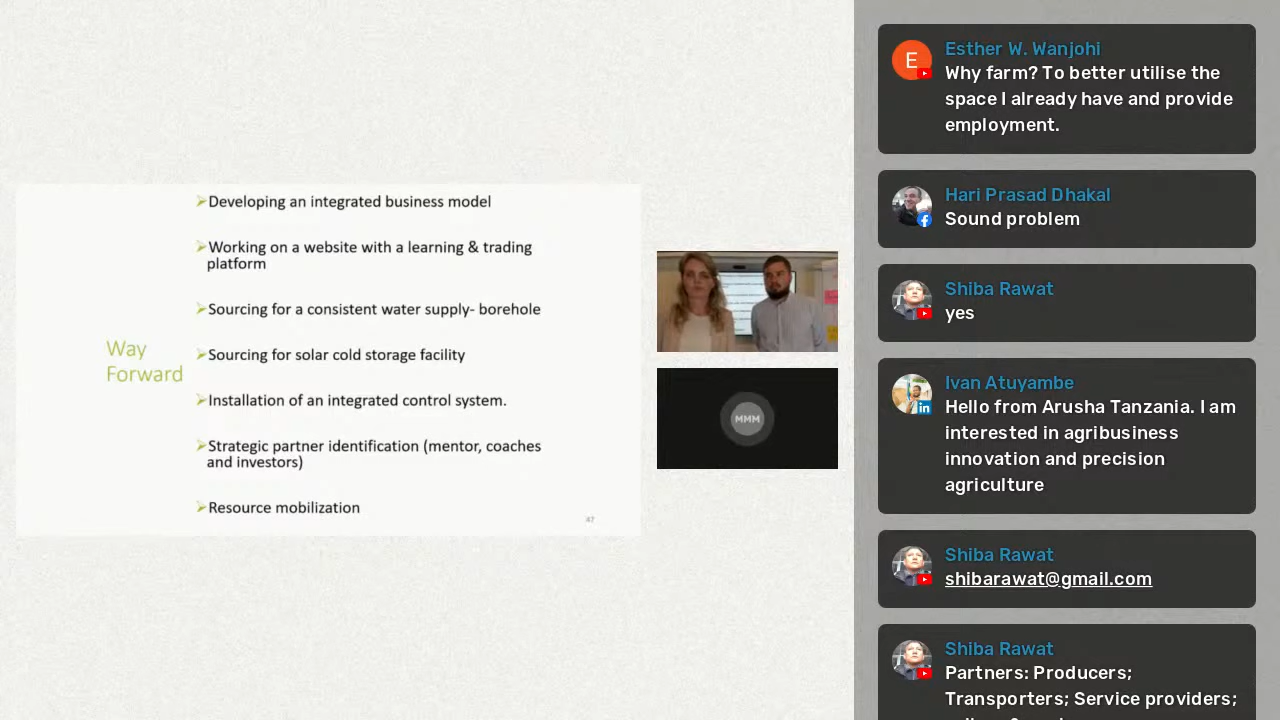 Way
Forward
Developing an integrated business model
Working on a website with a learning & trading
platform
Sourcing for a consistent water supply- borehole
Sourcing for solar cold storage facility
Installation of an integrated control system.
Strategic partner identification (mentor, coaches
and investors)
Resource mobilization
47
MMM
E
Esther W. Wanjohi
Why farm? To better utilise the
space I already have and provide
employment.
Hari Prasad Dhakal
Sound problem
Shiba Rawat
yes
Ivan Atuyambe
Hello from Arusha Tanzania. I am
interested in agribusiness
innovation and precision
agriculture
Shiba Rawat
shibarawat@gmail.com
Shiba Rawat
Partners: Producers;
Transporters; Service providers;